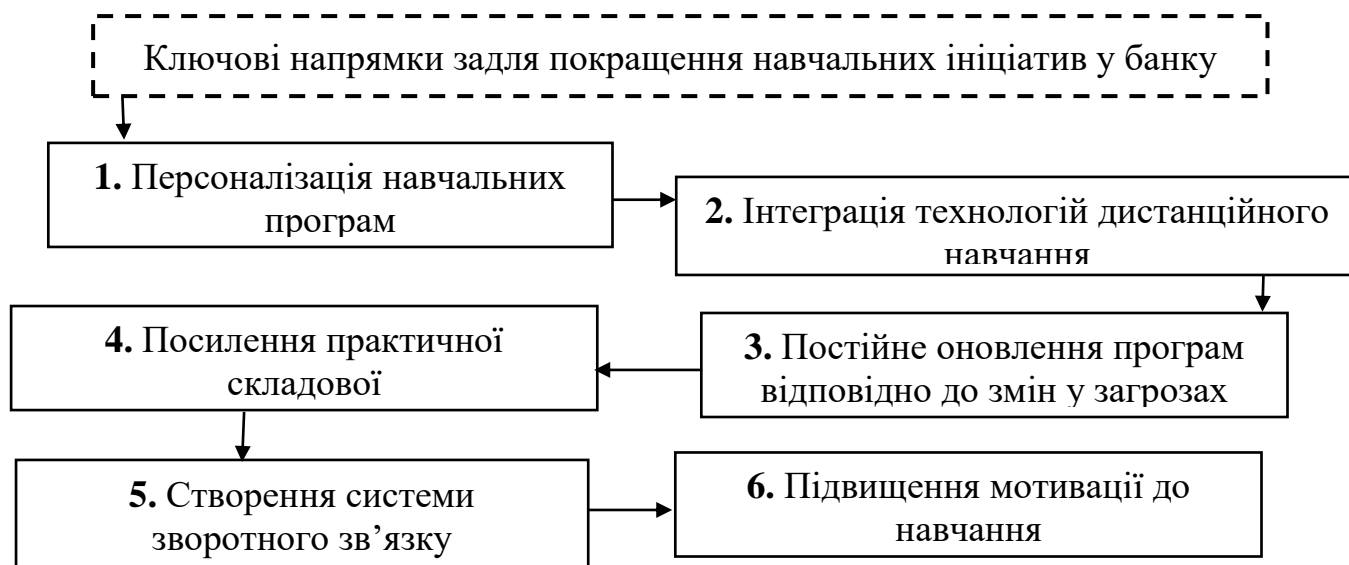 Ключові напрямки задля покращення навчальних ініціатив у банку
1. Персоналізація навчальних
програм
2. Інтеграція технологій дистанційного
навчання
3. Постійне оновлення програм
відповідно до змін у загрозах
4. Посилення практичної
складової
5. Створення системи
зворотного зв’язку
6. Підвищення мотивації до
навчання